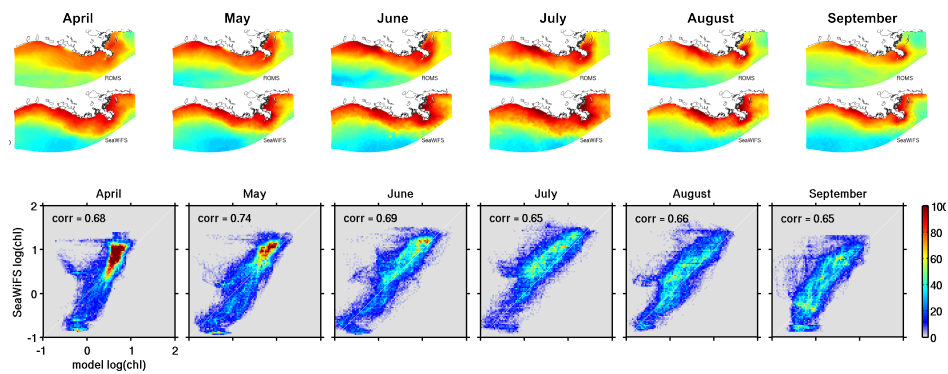 April May June July August September
ROMS ROMS ROMS ROMS ROMS ROMS
SeaWiFS SeaWiFS SeaWiFS SeaWiFS SeaWiFS SeaWiFS
April May June July August September
2 100
corr = 0.68 corr = 0.74 corr = 0.69 corr = 0.65 corr = 0.66 corr = 0.65
80
1
60
SeaWiFS log(chl)
40
0
20
-1 0
-1 0 1 2
model log(chl)